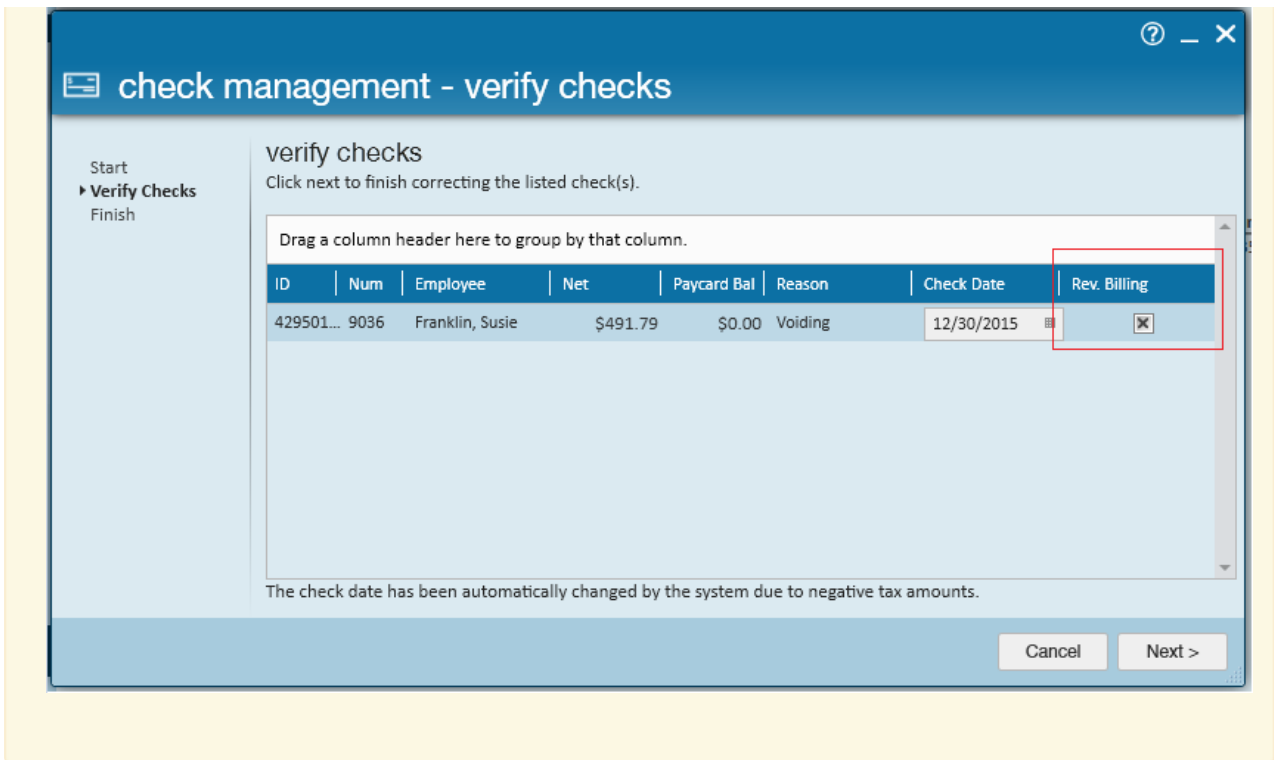 check management - verify checks
Start
Verify Checks
Finish
verify checks
Click next to finish correcting the listed check(s).
Drag a column header here to group by that column.
ID Num Employee Net Paycard Bal Reason Check Date Rev. Billing
429501... 9036 Franklin, Susie $491.79 $0.00 Voiding 12/30/2015
The check date has been automatically changed by the system due to negative tax amounts.
Cancel Next >